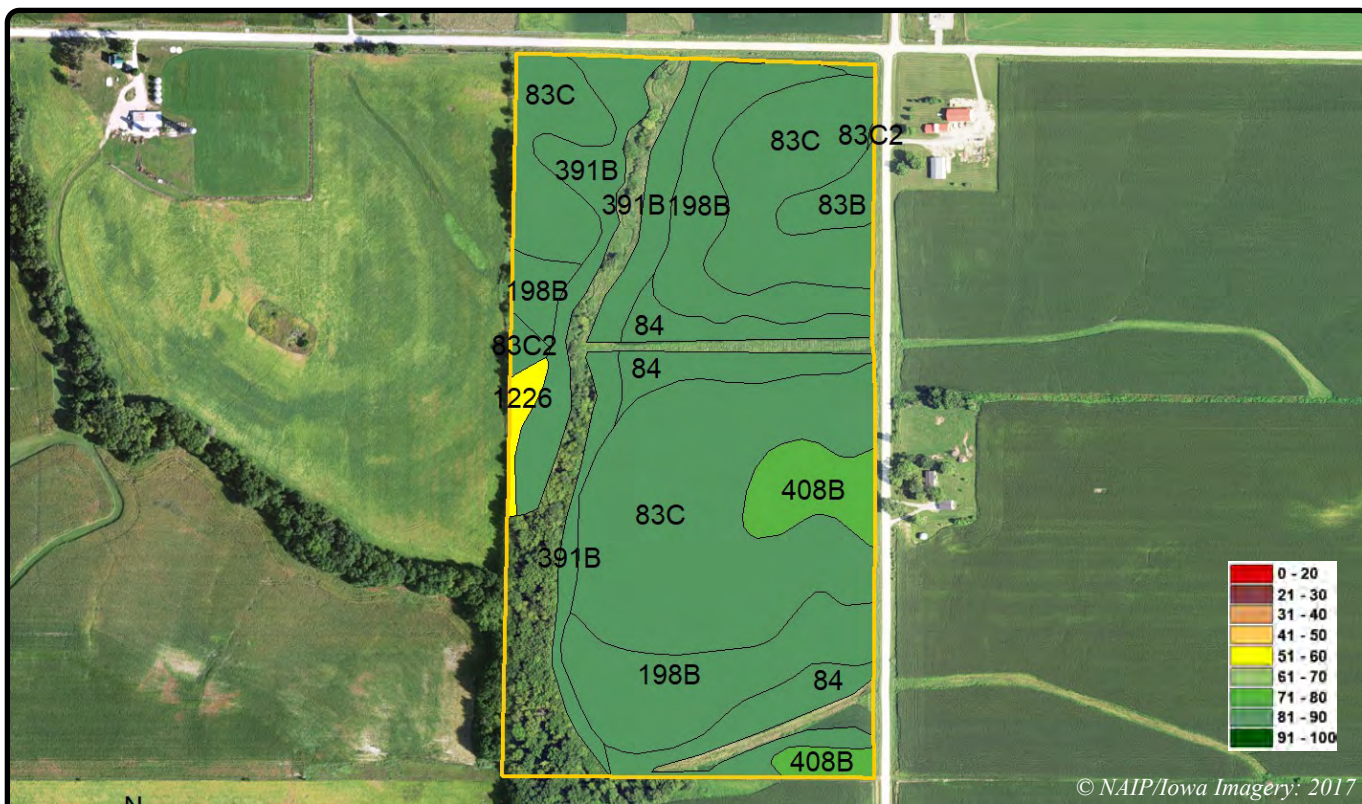 83C
83C
83C2
391B
391B
198B
83B
198B
84
83C2
84
1226
408B
83C
391B
198B
84
408B
0 - 20
21 - 30
31 - 40
41 - 50
51 - 60
61 - 70
71 - 80
81 - 90
91 - 100
© NAIP/Iowa Imagery: 2017
N